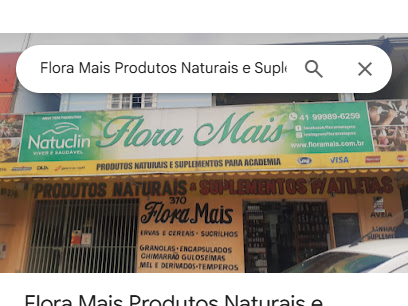 Flora Mais Produtos Naturais e Suple
Natuclin
VIVER E SAUDÁVEL
Flora Mais
41 99989-6259
www.floramais.com.br
PRODUTOS NATURAIS E SUPLEMENTOS PARA ACADEMIA
VISA
PRODUTOS NATURAIS & SUPLEMENTOS P/ATLETAS
370
Flora Mais
ERVAS E CEREAIS - SUCRILHOS
GRANOLAS - ENCAPSULADOS
CHIMARRÃO GULOSEIMAS
MEL E DERIVADOS - TEMPEROS
AVEIA
LINHA
Flora Mais Produtos Naturais e